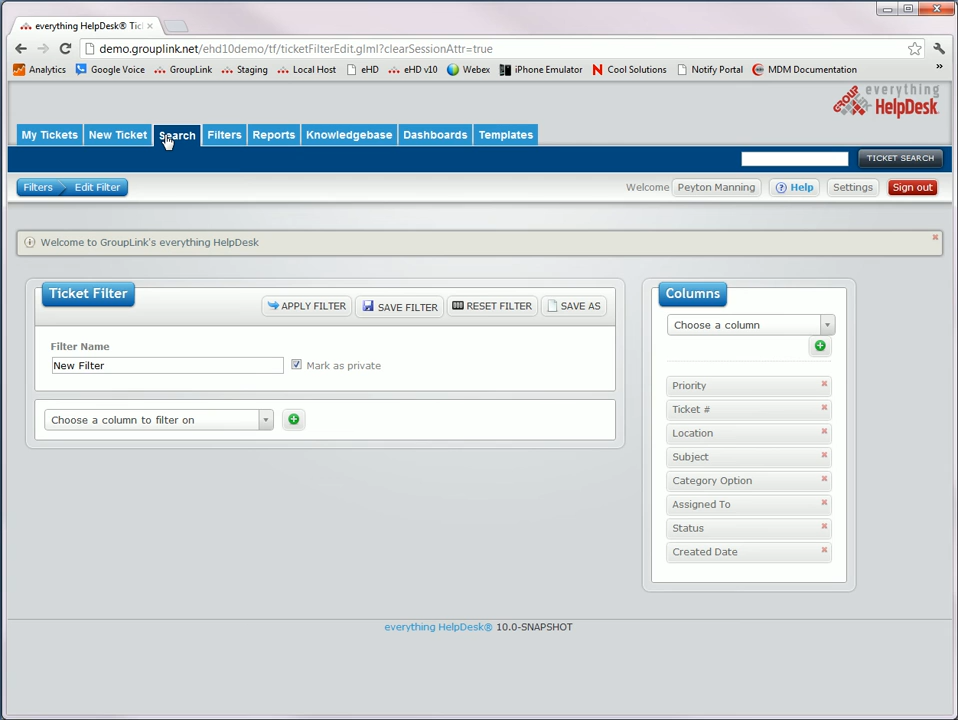 everything HelpDesk® Tic
demo.grouplink.net/ehd10demo/tf/ticketFilterEdit.glml?clearSessionAttr=true
Analytics Google Voice GroupLink Staging Local Host eHD eHD v10 Webex iPhone Emulator Cool Solutions Notify Portal MDM Documentation »
GROUP everything HelpDesk
My Tickets New Ticket Search Filters Reports Knowledgebase Dashboards Templates
TICKET SEARCH
Filters Edit Filter Welcome Peyton Manning Help Settings Sign out
Welcome to GroupLink's everything HelpDesk
Ticket Filter
APPLY FILTER SAVE FILTER RESET FILTER SAVE AS
Filter Name
New Filter Mark as private
Choose a column to filter on
Columns
Choose a column
Priority
Ticket #
Location
Subject
Category Option
Assigned To
Status
Created Date
everything HelpDesk® 10.0-SNAPSHOT